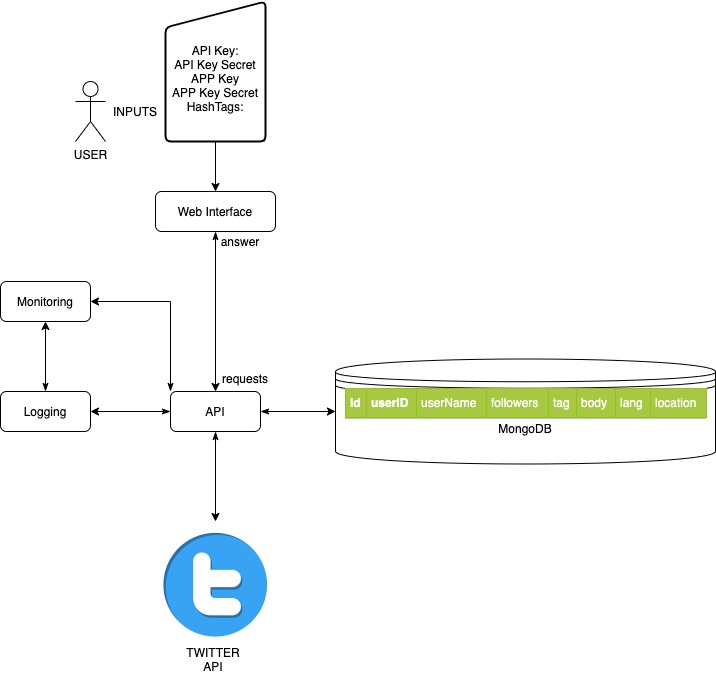 API Key:
API Key Secret
APP Key
APP Key Secret
HashTags:
INPUTS
USER
Web Interface
answer
Monitoring
requests
Logging
API
id userID userName followers tag body lang location
MongoDB
TWITTER
API